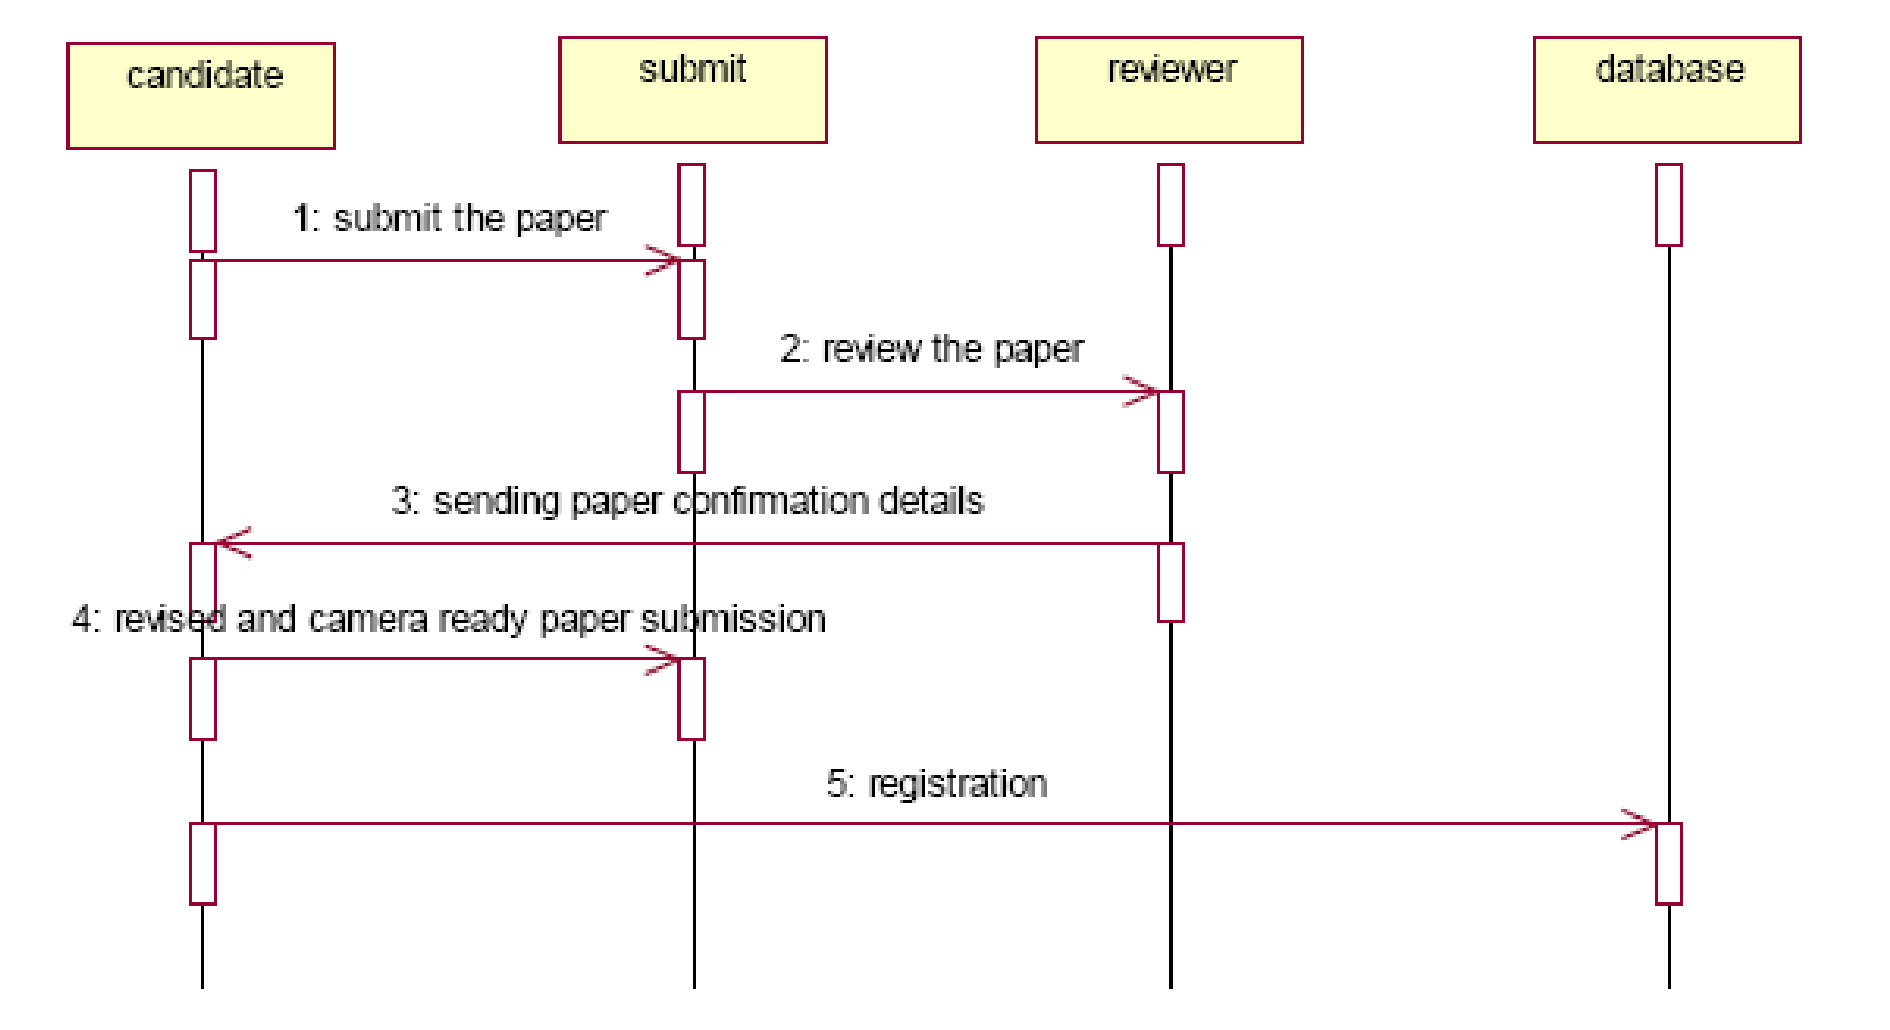 candidate
submit
reviewer
database
1: submit the paper
2: review the paper
3: sending paper confirmation details
4: revised and camera ready paper submission
5: registration